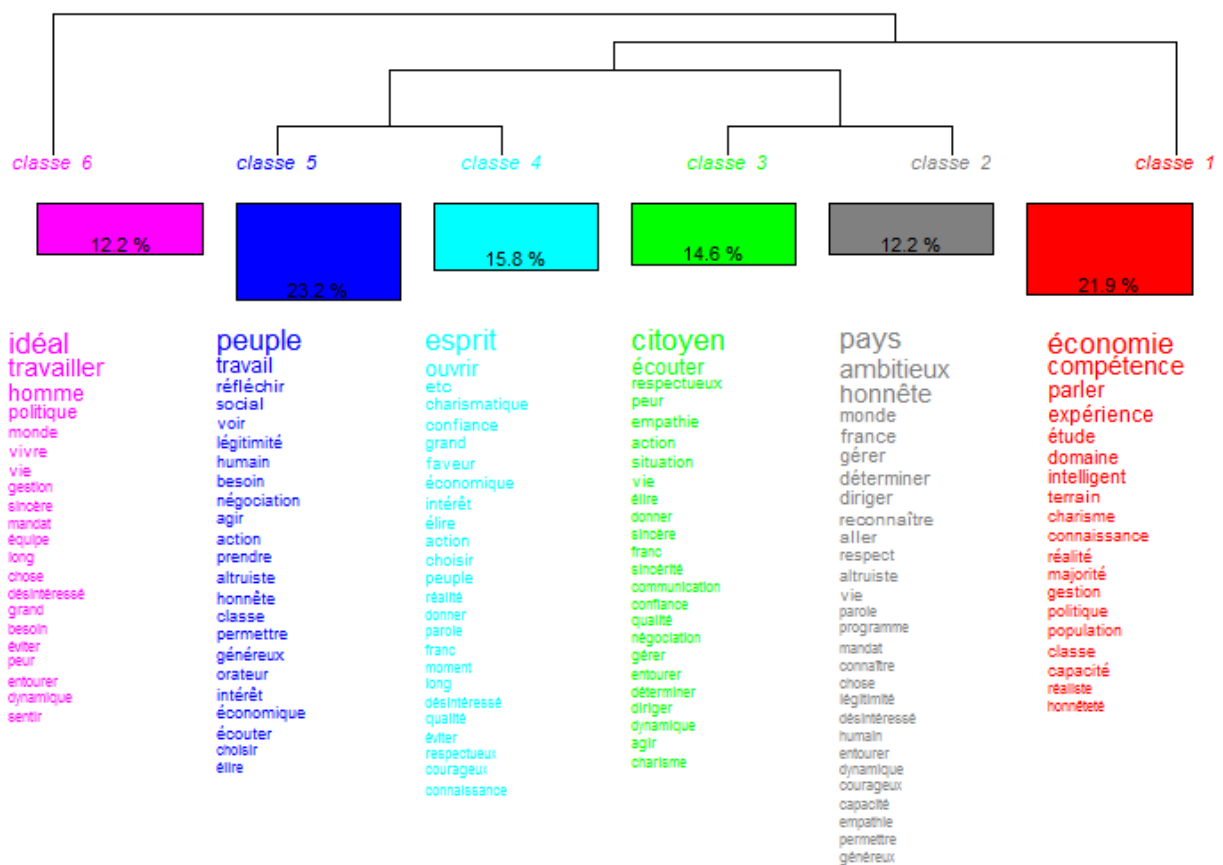 classe 6
classe 5
classe 4
classe 3
classe 2
classe 1
12.2 %
23.2 %
15.8 %
14.6 %
12.2 %
21.9 %
idéal
travailler
homme
politique
monde
vivre
vie
gestion
sincère
mandat
équipe
long
chose
désintéressé
grand
besoin
éviter
peur
entourer
dynamique
sentir
peuple
travail
réfléchir
social
voir
légitimité
humain
besoin
négociation
agir
action
prendre
altruiste
honnête
classe
permettre
généreux
orateur
intérêt
économique
écouter
choisir
élire
esprit
ouvrir
etc
charismatique
confiance
grand
faveur
économique
intérêt
élire
action
choisir
peuple
réalité
donner
parole
franc
moment
long
désintéressé
qualité
éviter
respectueux
courageux
connaissance
citoyen
écouter
respectueux
peur
empathie
action
situation
vie
élire
donner
sincère
franc
sincérité
communication
confiance
qualité
négociation
gérer
entourer
déterminer
diriger
dynamique
agir
charisme
pays
ambitieux
honnête
monde
france
gérer
déterminer
diriger
reconnaître
aller
respect
altruiste
vie
parole
programme
mandat
connaître
chose
légitimité
désintéressé
humain
entourer
dynamique
courageux
capacité
empathie
permettre
généreux
économie
compétence
parler
expérience
étude
domaine
intelligent
terrain
charisme
connaissance
réalité
majorité
gestion
politique
population
classe
capacité
réaliste
honnêteté